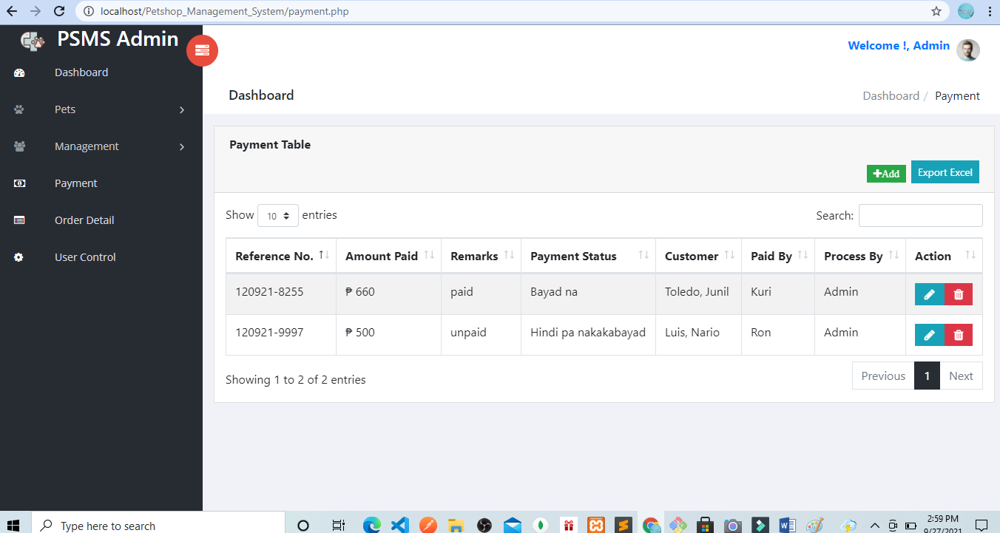 localhost/Petshop_Management_System/payment.php
PSMS Admin
Welcome !, Admin
Dashboard
Pets
Management
Payment
Order Detail
User Control
Dashboard
Dashboard / Payment
Payment Table
Add
Export Excel
Show 10 entries
Search:
Reference No. Amount Paid Remarks Payment Status Customer Paid By Process By Action
120921-8255 ₱ 660 paid Bayad na Toledo, Junil Kuri Admin
120921-9997 ₱ 500 unpaid Hindi pa nakakabayad Luis, Nario Ron Admin
Showing 1 to 2 of 2 entries
Previous 1 Next
Type here to search
2:59 PM
9/27/2021